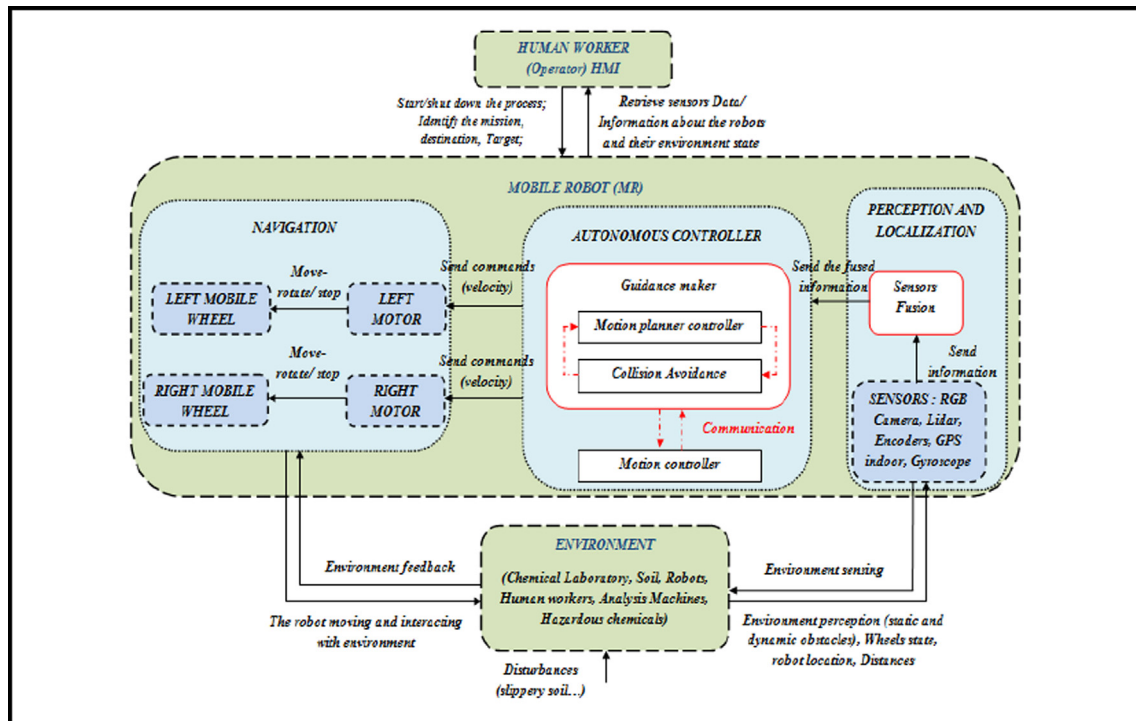 HUMAN WORKER
(Operator) HMI
Start/shut down the process;
Identify the mission,
destination, Target;
Retrieve sensors Data/
Information about the robots
and their environment state
MOBILE ROBOT (MR)
NAVIGATION
Move-
rotate/ stop
LEFT MOBILE
WHEEL
LEFT
MOTOR
Send commands
(velocity)
Move-
rotate/ stop
RIGHT MOBILE
WHEEL
RIGHT
MOTOR
Send commands
(velocity)
AUTONOMOUS CONTROLLER
Guidance maker
Motion planner controller
Collision Avoidance
Communication
Motion controller
PERCEPTION AND
LOCALIZATION
Send the fused
information
Sensors
Fusion
Send
information
SENSORS : RGB
Camera, Lidar,
Encoders, GPS
indoor, Gyroscope
ENVIRONMENT
(Chemical Laboratory, Soil, Robots,
Human workers, Analysis Machines,
Hazardous chemicals)
Environment feedback
The robot moving and interacting
with environment
Environment sensing
Environment perception (static and
dynamic obstacles), Wheels state,
robot location, Distances
Disturbances
(slippery soil...)